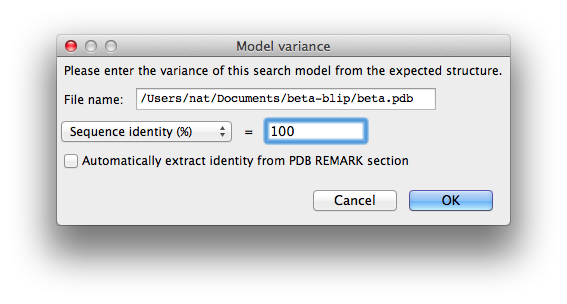 Model variance
Please enter the variance of this search model from the expected structure.
File name: /Users/nat/Documents/beta-blip/beta.pdb
Sequence identity (%) = 100
Automatically extract identity from PDB REMARK section
Cancel OK